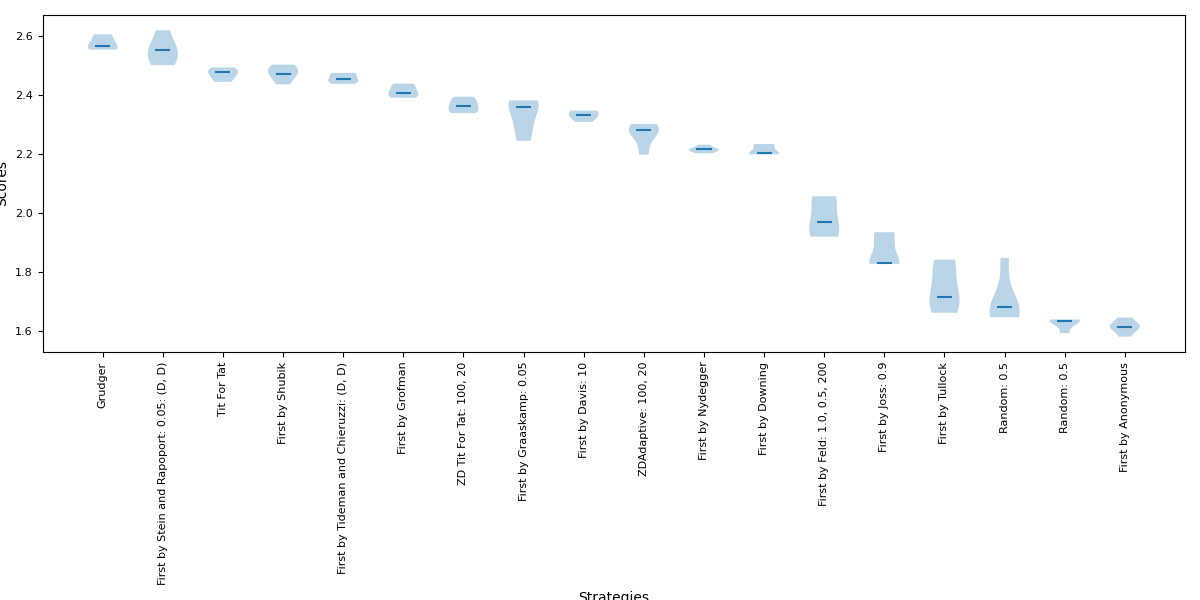 Scores
2.6
2.4
2.2
2.0
1.8
1.6
Grudger
First by Stein and Rapoport: 0.05: (D, D)
Tit For Tat
First by Shubik
First by Tideman and Chieruzzi: (D, D)
First by Grofman
ZD Tit For Tat: 100, 20
First by Graaskamp: 0.05
First by Davis: 10
ZDAdaptive: 100, 20
First by Nydegger
First by Downing
First by Feld: 1.0, 0.5, 200
First by Joss: 0.9
First by Tullock
Random: 0.5
Random: 0.5
First by Anonymous
Strategies